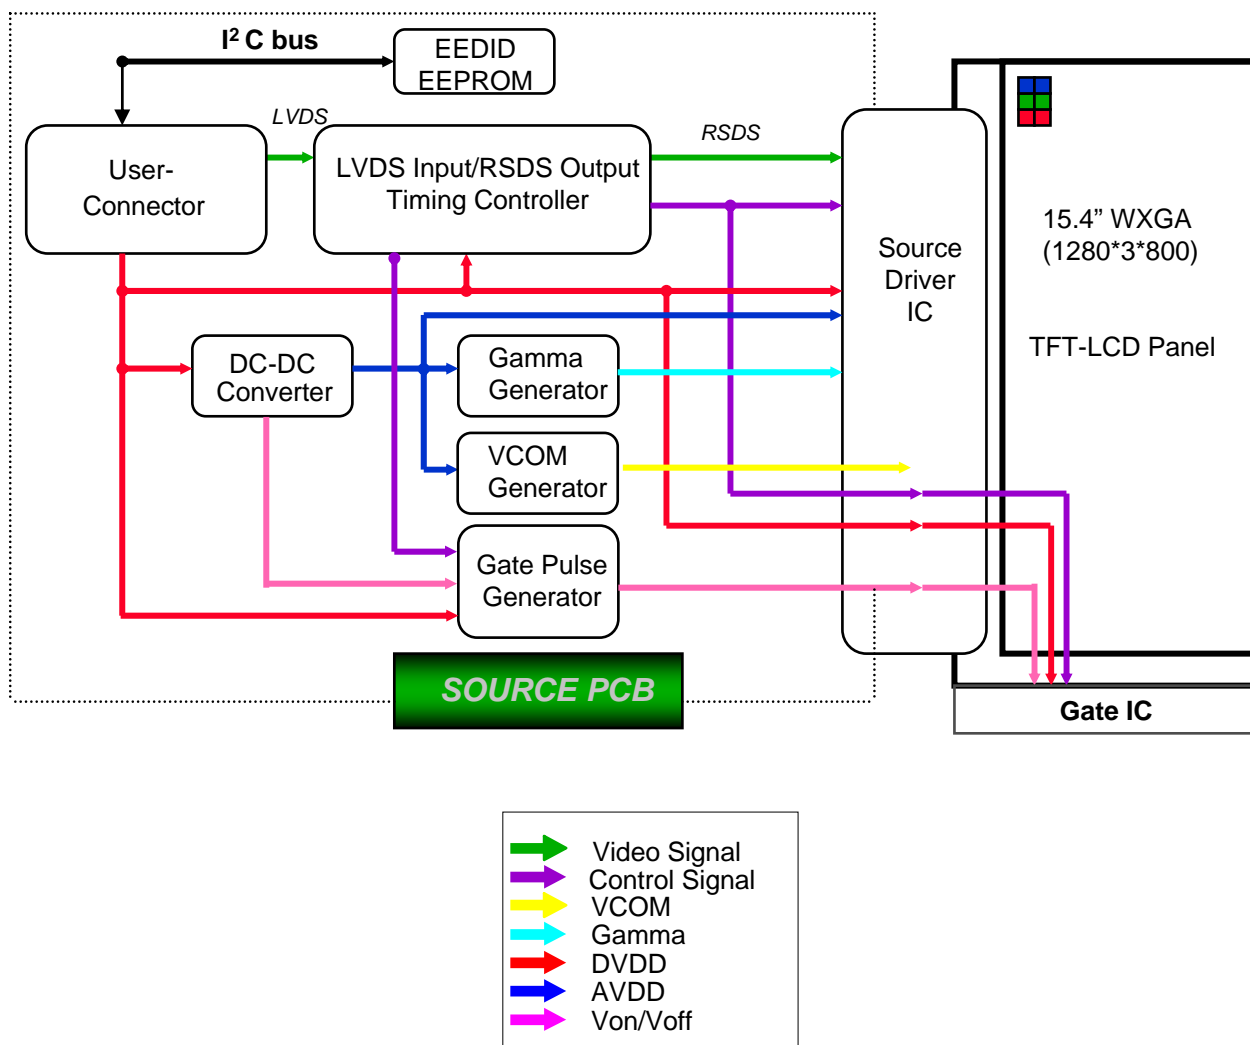 I² C bus
EEDID
EEPROM
LVDS
RSDS
User-
Connector
LVDS Input/RSDS Output
Timing Controller
Source
Driver
IC
15.4” WXGA
(1280*3*800)
TFT-LCD Panel
DC-DC
Converter
Gamma
Generator
VCOM
Generator
Gate Pulse
Generator
SOURCE PCB
Gate IC
Video Signal
Control Signal
VCOM
Gamma
DVDD
AVDD
Von/Voff